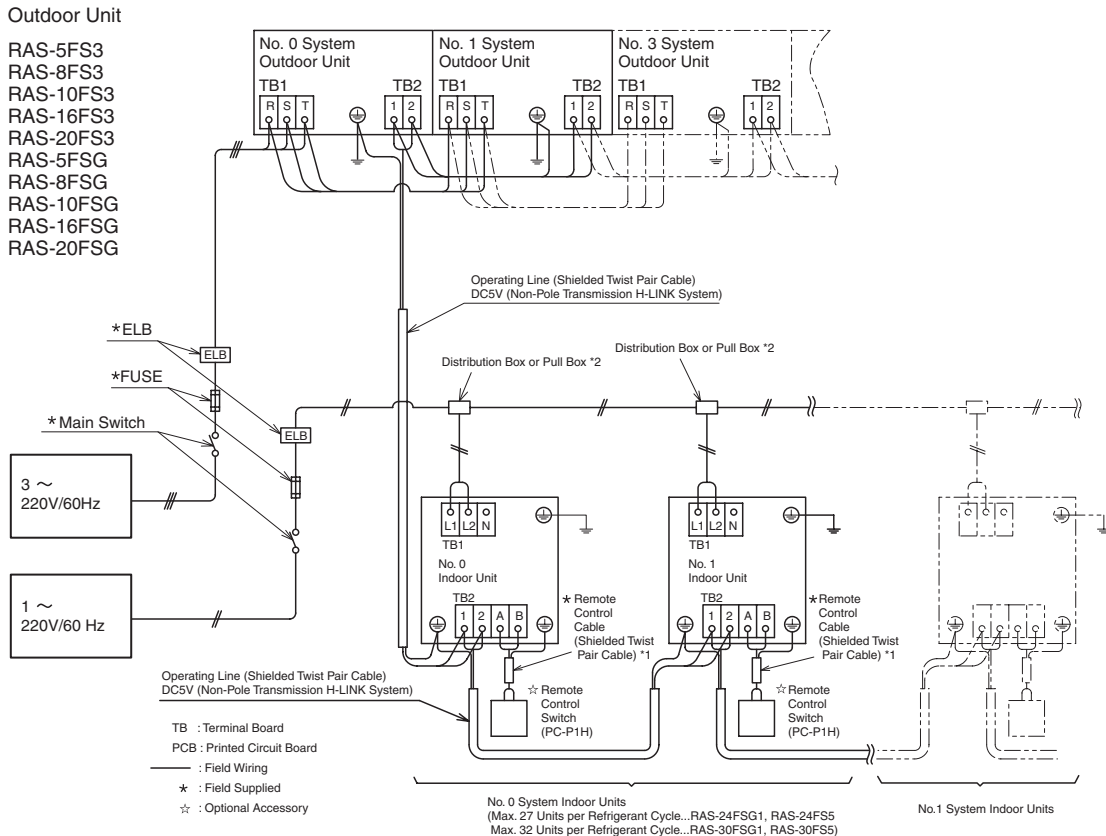 Outdoor Unit
RAS-5FS3
RAS-8FS3
RAS-10FS3
RAS-16FS3
RAS-20FS3
RAS-5FSG
RAS-8FSG
RAS-10FSG
RAS-16FSG
RAS-20FSG
No. 0 System
Outdoor Unit
TB1
TB2
R S T
1 2
No. 1 System
Outdoor Unit
TB1
TB2
R S T
1 2
No. 3 System
Outdoor Unit
TB1
TB2
R S T
1 2
Operating Line (Shielded Twist Pair Cable)
DC5V (Non-Pole Transmission H-LINK System)
*ELB
ELB
*FUSE
*Main Switch
ELB
Distribution Box or Pull Box *2
Distribution Box or Pull Box *2
3 ～
220V/60Hz
1 ～
220V/60 Hz
L1 L2 N
TB1
No. 0
Indoor Unit
TB2
1 2 A B
*Remote
Control
Cable
(Shielded Twist
Pair Cable) *1
☆Remote
Control
Switch
(PC-P1H)
L1 L2 N
TB1
No. 1
Indoor Unit
TB2
1 2 A B
*Remote
Control
Cable
(Shielded Twist
Pair Cable) *1
☆Remote
Control
Switch
(PC-P1H)
Operating Line (Shielded Twist Pair Cable)
DC5V (Non-Pole Transmission H-LINK System)
TB : Terminal Board
PCB : Printed Circuit Board
: Field Wiring
* : Field Supplied
☆ : Optional Accessory
No. 0 System Indoor Units
(Max. 27 Units per Refrigerant Cycle...RAS-24FSG1, RAS-24FS5
Max. 32 Units per Refrigerant Cycle...RAS-30FSG1, RAS-30FS5)
No.1 System Indoor Units